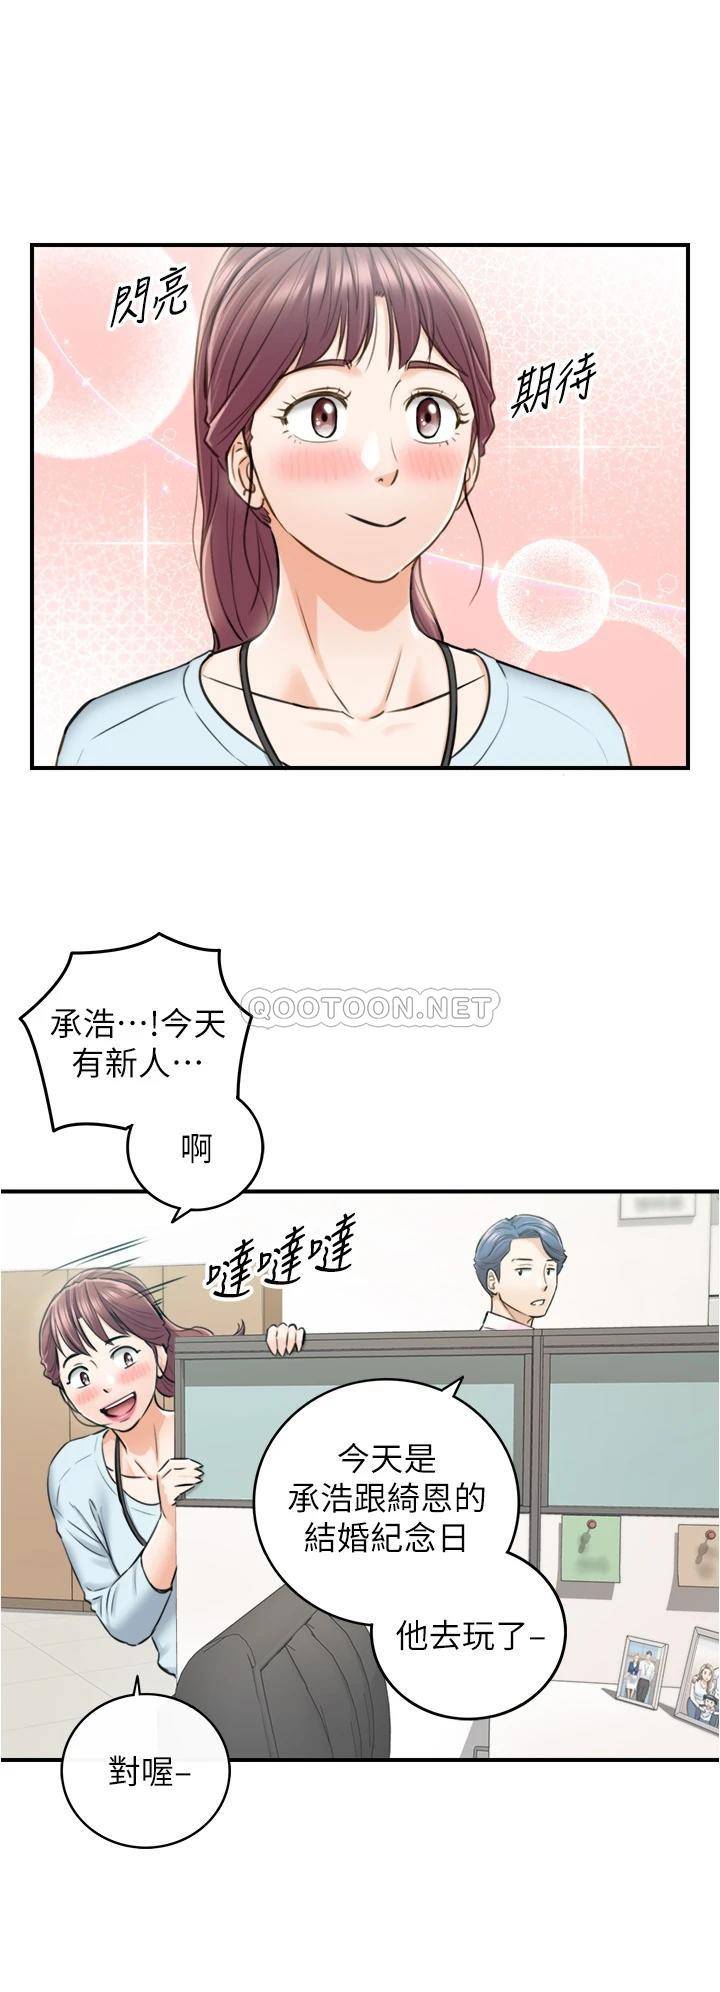 閃亮
期待
QOOTOON.NET
承浩…!今天
有新人…
啊
噠噠噠
今天是
承浩跟綺恩的
結婚紀念日
他去玩了–
對喔–